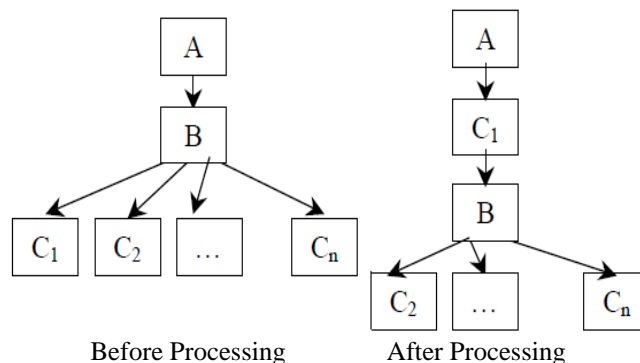 A
B
C₁ C₂ … Cₙ
Before Processing
A
C₁
B
C₂ … Cₙ
After Processing